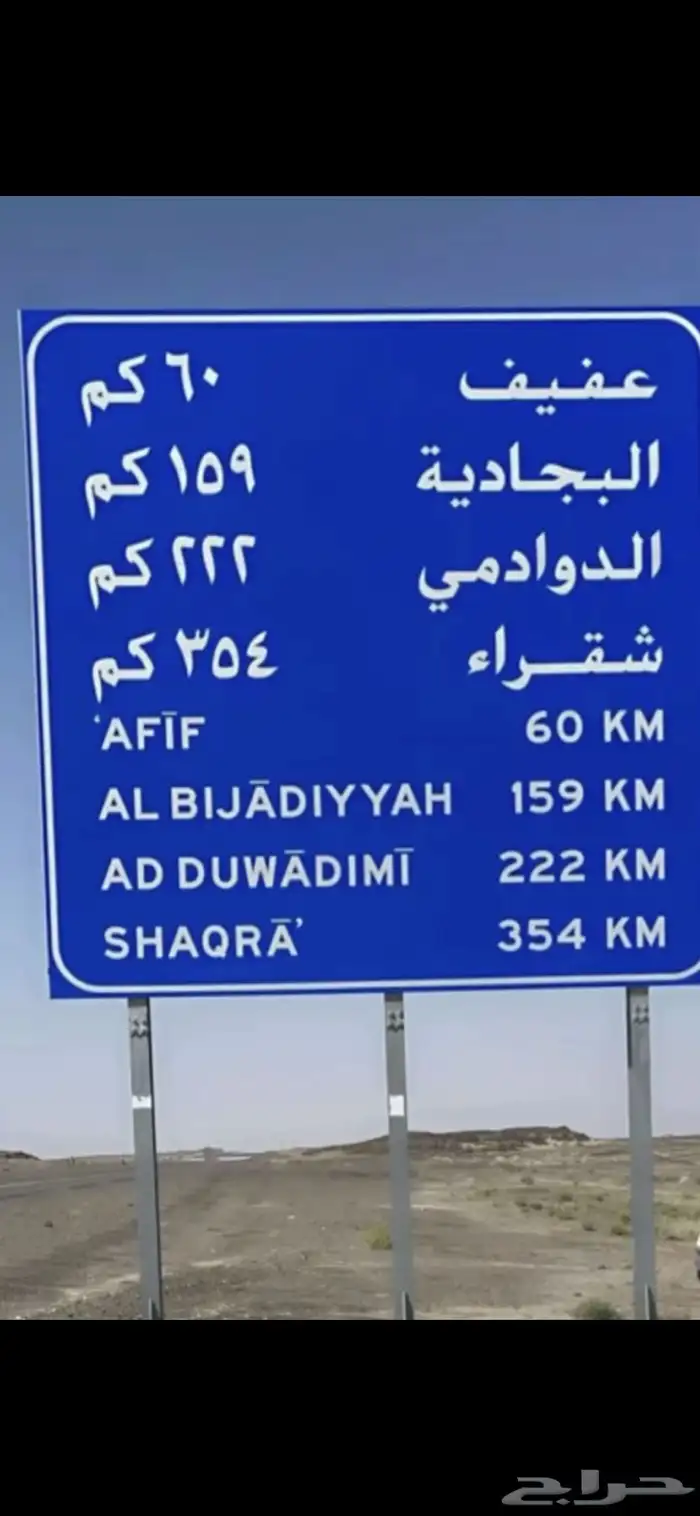 عفيف ٦٠ كم
البجادية ١٥٩ كم
الدوادمي ٢٢٢ كم
شقراء ٣٥٤ كم
‘AFĪF 60 KM
AL BIJĀDIYYAH 159 KM
AD DUWĀDIMĪ 222 KM
SHAQRĀ’ 354 KM
حراج